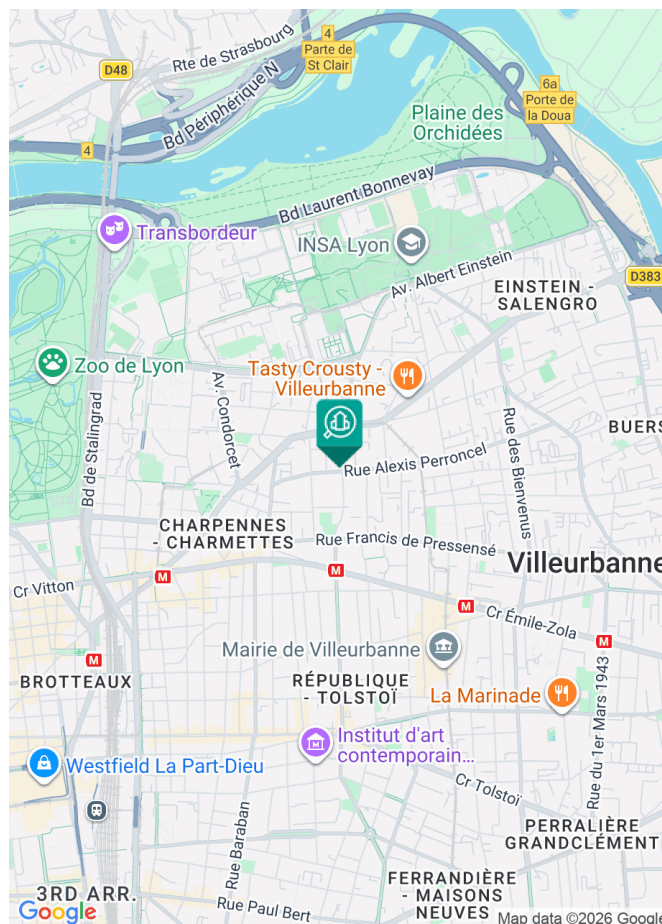 4
Parte de
St Clair
Rte de Strasbourg
D48
Bd Périphérique N
6a
Porte de
la Doua
Plaine des
Orchidées
4
Bd Laurent Bonnevay
Transbordeur
INSA Lyon
Av. Albert Einstein
D383
EINSTEIN -
SALENGRO
Zoo de Lyon
Tasty Crousty -
Villeurbanne
Av. Condorcet
Bd de Stalingrad
Rue des Bienvenus
BUERS
Rue Alexis Perroncel
CHARPENNES
- CHARMETTES
Rue Francis de Pressensé
Villeurbanne
M
Cr Vitton
M
M
Cr Émile-Zola
M
Mairie de Villeurbanne
M
BROTTEAUX
RÉPUBLIQUE
- TOLSTOÏ
La Marinade
Rue du 1er Mars 1943
Institut d'art
contemporain...
Westfield La Part-Dieu
Cr Tolstoï
Rue Baraban
PERRALIÈRE
GRANDCLÉMENT
3RD ARR.
FERRANDIÈRE
- MAISONS
NEUVES
Rue Paul Bert
Google
Map data ©2026 Google